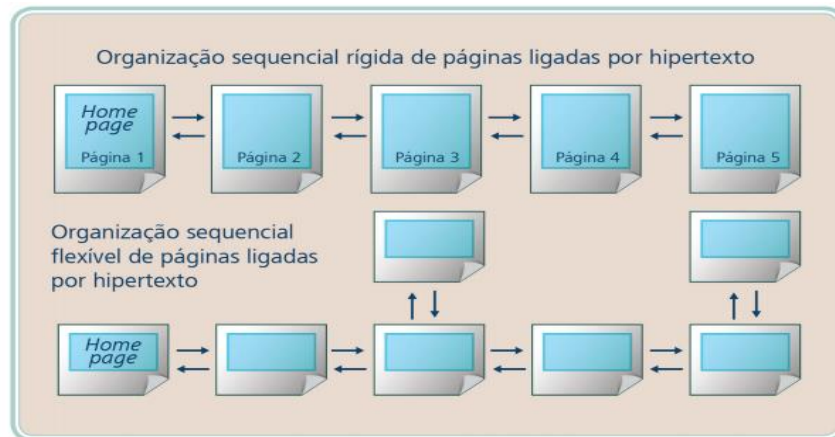 Organização sequencial rígida de páginas ligadas por hipertexto
Home
page
Página 1
Página 2
Página 3
Página 4
Página 5
Organização sequencial
flexível de páginas ligadas
por hipertexto
Home
page